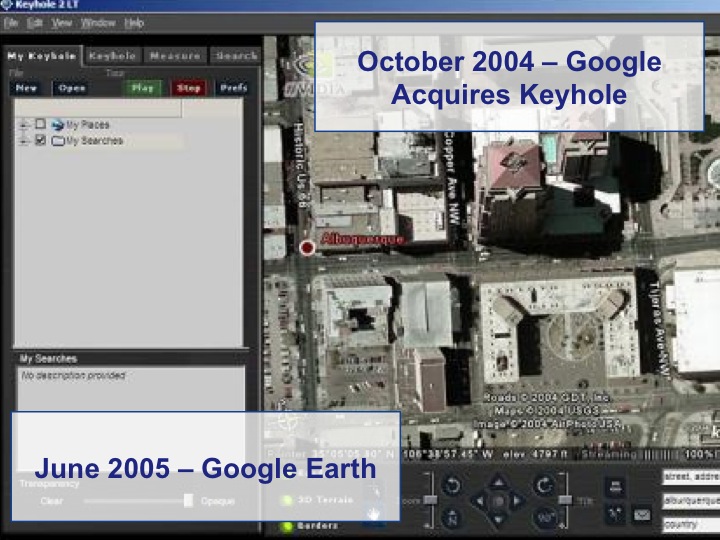 Keyhole 2 LT
File Edit View Window Help
My Keyhole Keyhole Measure Search
File Tour
New Open Play Stop Prefs
My Places
My Searches
October 2004 – Google
Acquires Keyhole
NVIDIA
Historic US 66
Copper Ave NW
Albuquerque
Tijeras Ave NW
My Searches
No description provided
Roads © 2004 GDT, Inc.
Maps © 2004 USGS
Image © 2004 AirPhotoUSA
Pointer 35°05'05.80" N 106°38'57.45" W elev 4797 ft Streaming 100%
June 2005 – Google Earth
Transparency
Clear Opaque
3D Terrain
Borders
Zoom
Tilt
N
90°
street, addre
albuquerque
country